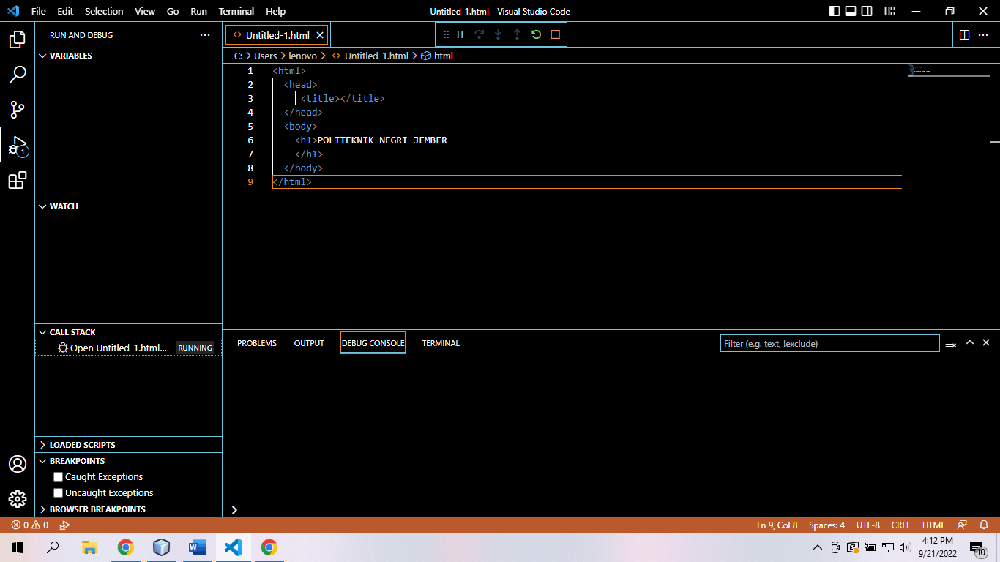 File Edit Selection View Go Run Terminal Help Untitled-1.html - Visual Studio Code
RUN AND DEBUG
VARIABLES
WATCH
CALL STACK
Open Untitled-1.html... RUNNING
LOADED SCRIPTS
BREAKPOINTS
Caught Exceptions
Uncaught Exceptions
BROWSER BREAKPOINTS
1
Untitled-1.html
C: > Users > lenovo > Untitled-1.html > html
1 <html>
2 <head>
3 <title></title>
4 </head>
5 <body>
6 <h1>POLITEKNIK NEGRI JEMBER
7 </h1>
8 </body>
9 </html>
PROBLEMS OUTPUT DEBUG CONSOLE TERMINAL Filter (e.g. text, !exclude)
0 0 Ln 9, Col 8 Spaces: 4 UTF-8 CRLF HTML
4:12 PM
9/21/2022
10